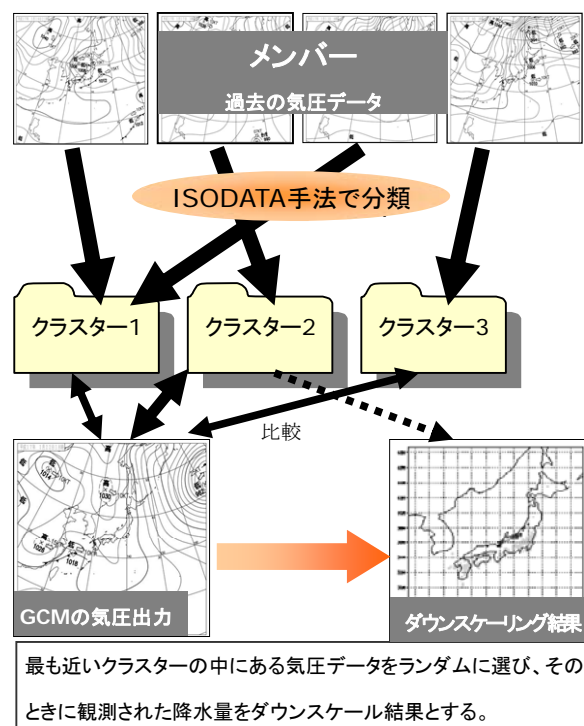 メンバー
過去の気圧データ
ISODATA手法で分類
クラスター1
クラスター2
クラスター3
比較
GCMの気圧出力
ダウンスケーリング結果
最も近いクラスターの中にある気圧データをランダムに選び、その
ときに観測された降水量をダウンスケール結果とする。